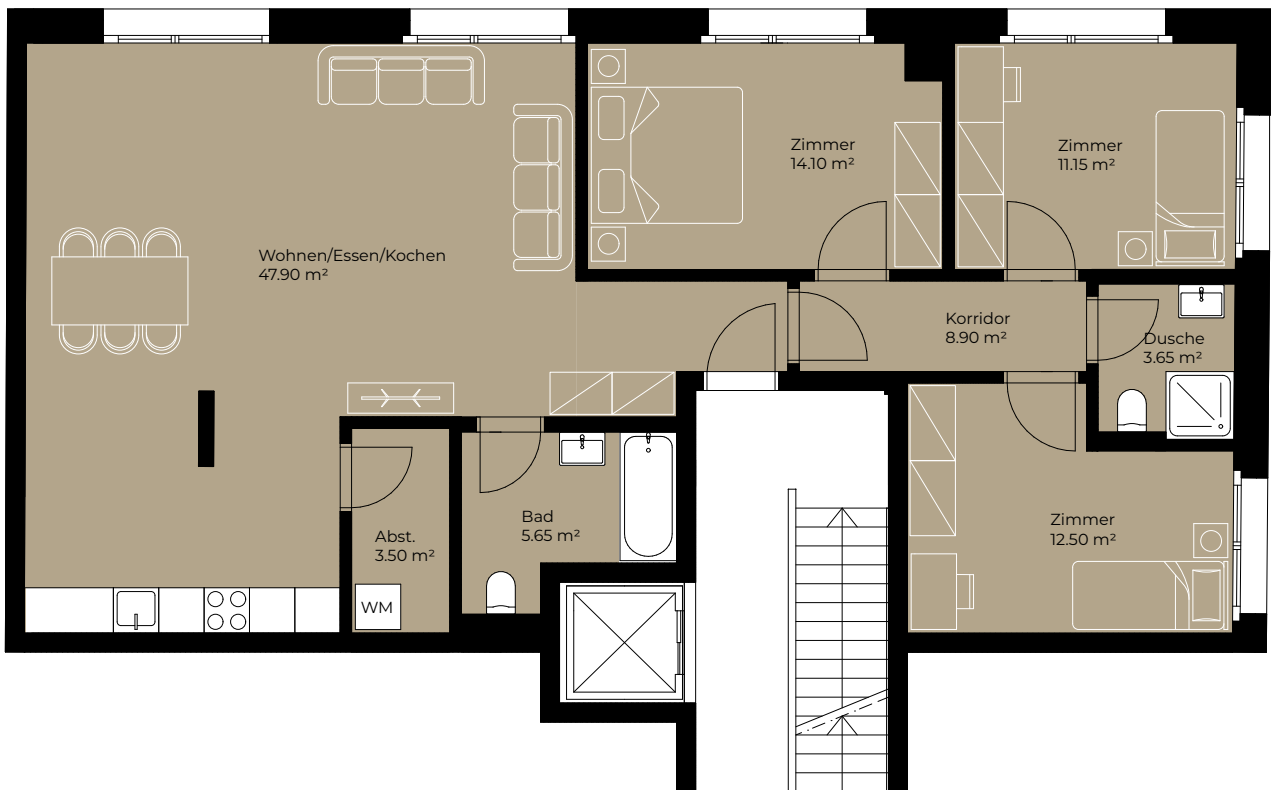 Zimmer
14.10 m²
Zimmer
11.15 m²
Wohnen/Essen/Kochen
47.90 m²
Korridor
8.90 m²
Dusche
3.65 m²
Bad
5.65 m²
Abst.
3.50 m²
Zimmer
12.50 m²
WM